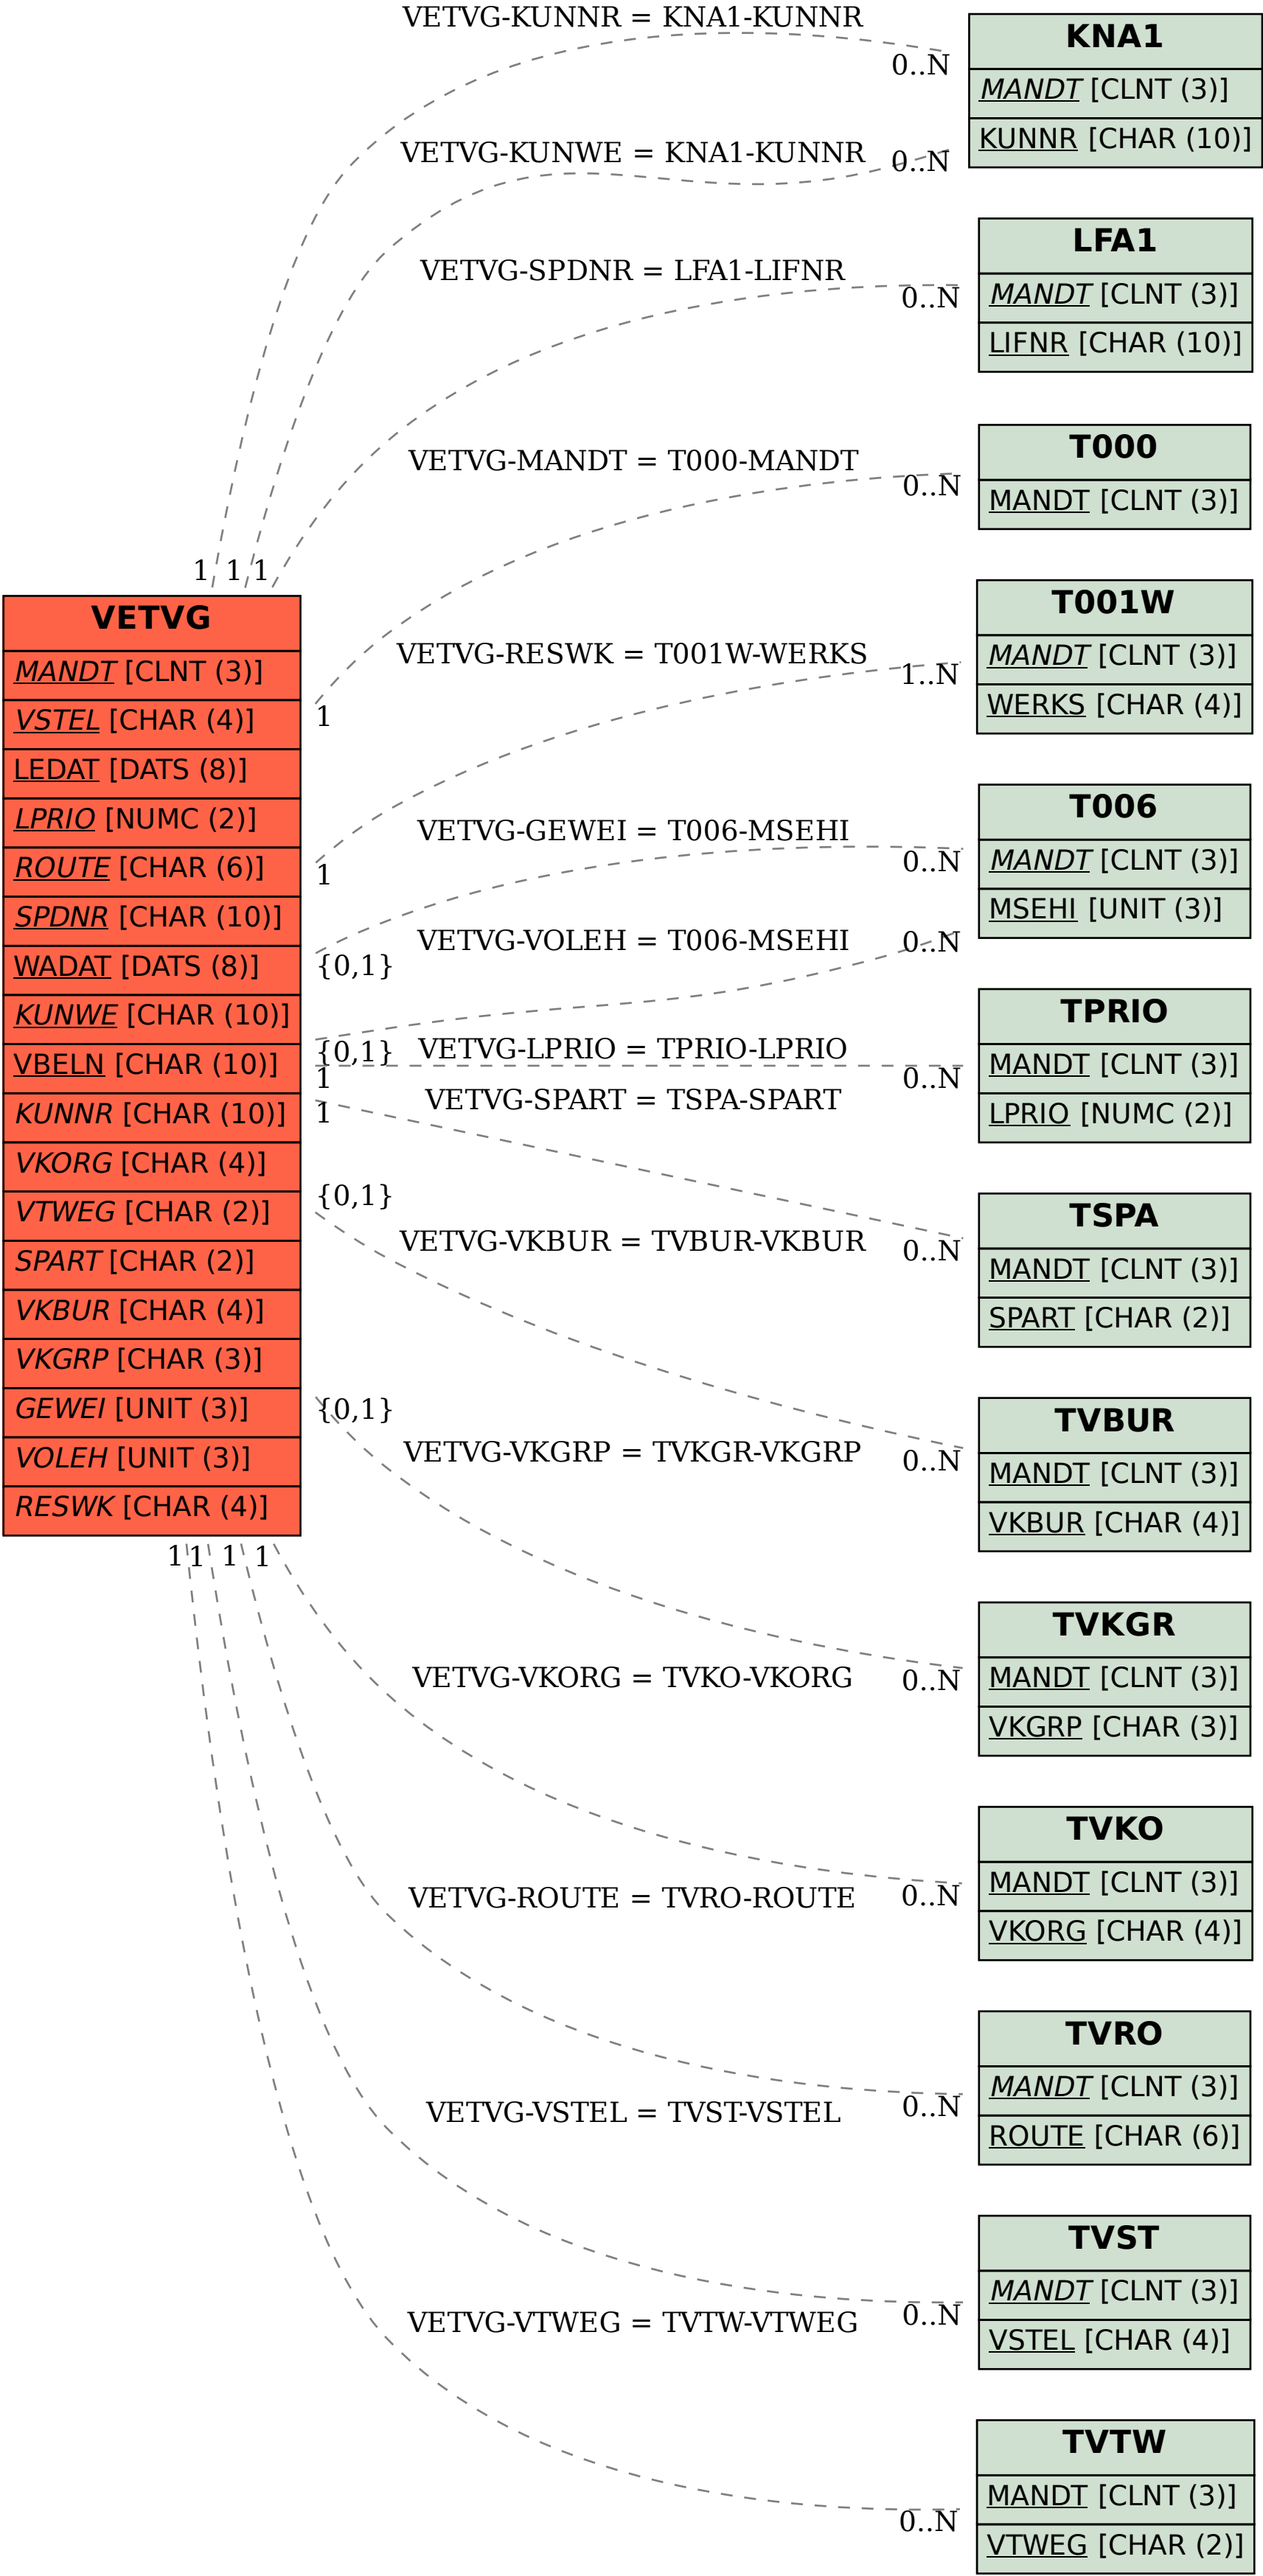 VETVG-KUNNR = KNA1-KUNNR
0..N
KNA1
MANDT [CLNT (3)]
KUNNR [CHAR (10)]
VETVG-KUNWE = KNA1-KUNNR
0..N
VETVG-SPDNR = LFA1-LIFNR
0..N
LFA1
MANDT [CLNT (3)]
LIFNR [CHAR (10)]
VETVG-MANDT = T000-MANDT
0..N
T000
MANDT [CLNT (3)]
1 1 1
VETVG
MANDT [CLNT (3)]
VSTEL [CHAR (4)]
LEDAT [DATS (8)]
LPRIO [NUMC (2)]
ROUTE [CHAR (6)]
SPDNR [CHAR (10)]
WADAT [DATS (8)]
KUNWE [CHAR (10)]
VBELN [CHAR (10)]
KUNNR [CHAR (10)]
VKORG [CHAR (4)]
VTWEG [CHAR (2)]
SPART [CHAR (2)]
VKBUR [CHAR (4)]
VKGRP [CHAR (3)]
GEWEI [UNIT (3)]
VOLEH [UNIT (3)]
RESWK [CHAR (4)]
1
VETVG-RESWK = T001W-WERKS
1..N
T001W
MANDT [CLNT (3)]
WERKS [CHAR (4)]
1
VETVG-GEWEI = T006-MSEHI
0..N
T006
MANDT [CLNT (3)]
MSEHI [UNIT (3)]
{0,1}
VETVG-VOLEH = T006-MSEHI
0..N
{0,1}
VETVG-LPRIO = TPRIO-LPRIO
1
0..N
TPRIO
MANDT [CLNT (3)]
LPRIO [NUMC (2)]
VETVG-SPART = TSPA-SPART
1
0..N
TSPA
MANDT [CLNT (3)]
SPART [CHAR (2)]
{0,1}
VETVG-VKBUR = TVBUR-VKBUR
0..N
TVBUR
MANDT [CLNT (3)]
VKBUR [CHAR (4)]
{0,1}
VETVG-VKGRP = TVKGR-VKGRP
0..N
TVKGR
MANDT [CLNT (3)]
VKGRP [CHAR (3)]
1 1 1 1
VETVG-VKORG = TVKO-VKORG
0..N
TVKO
MANDT [CLNT (3)]
VKORG [CHAR (4)]
VETVG-ROUTE = TVRO-ROUTE
0..N
TVRO
MANDT [CLNT (3)]
ROUTE [CHAR (6)]
VETVG-VSTEL = TVST-VSTEL
0..N
TVST
MANDT [CLNT (3)]
VSTEL [CHAR (4)]
VETVG-VTWEG = TVTW-VTWEG
0..N
TVTW
MANDT [CLNT (3)]
VTWEG [CHAR (2)]